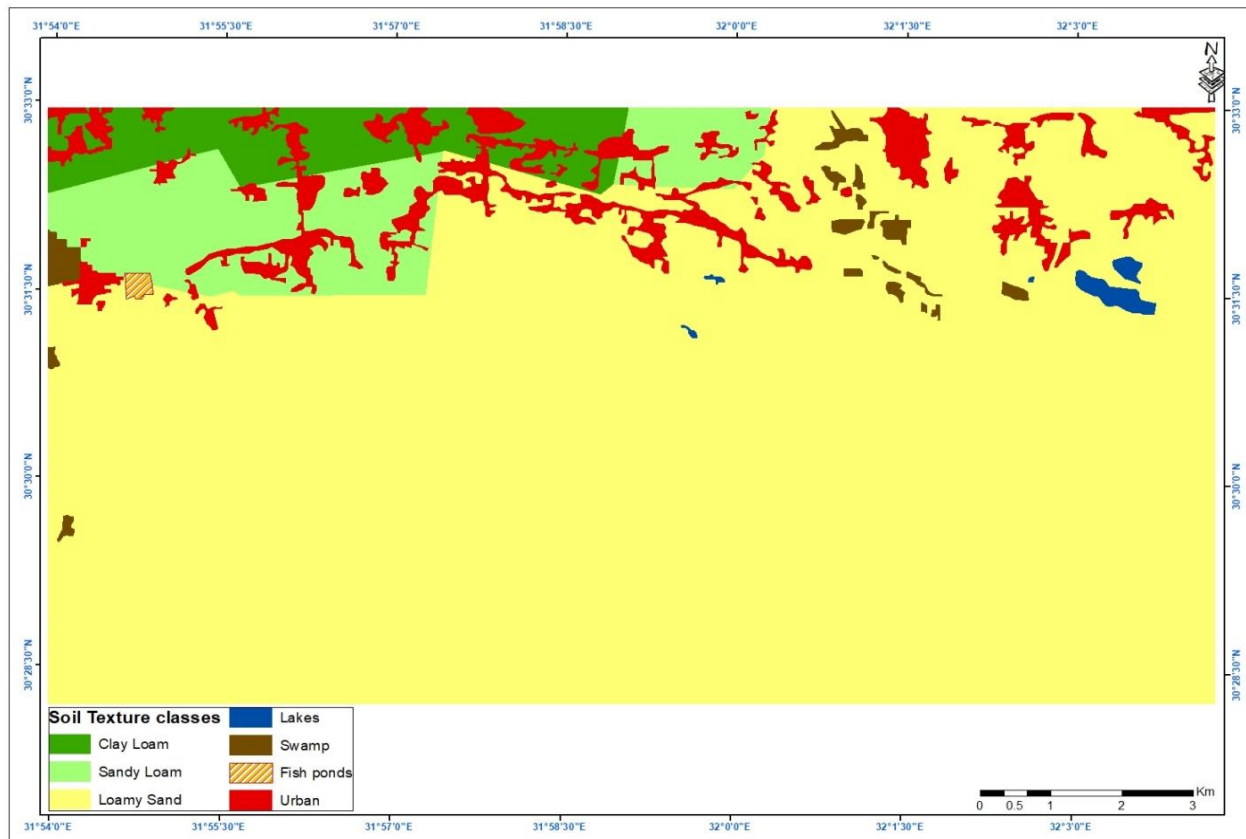 31°54'0"E 31°55'30"E 31°57'0"E 31°58'30"E 32°0'0"E 32°1'30"E 32°3'0"E
N
30°33'0"N 30°33'0"N
30°31'30"N 30°31'30"N
30°30'0"N 30°30'0"N
30°28'30"N 30°28'30"N
Soil Texture classes
Clay Loam
Sandy Loam
Loamy Sand
Lakes
Swamp
Fish ponds
Urban
Km
0 0.5 1 2 3
31°54'0"E 31°55'30"E 31°57'0"E 31°58'30"E 32°0'0"E 32°1'30"E 32°3'0"E